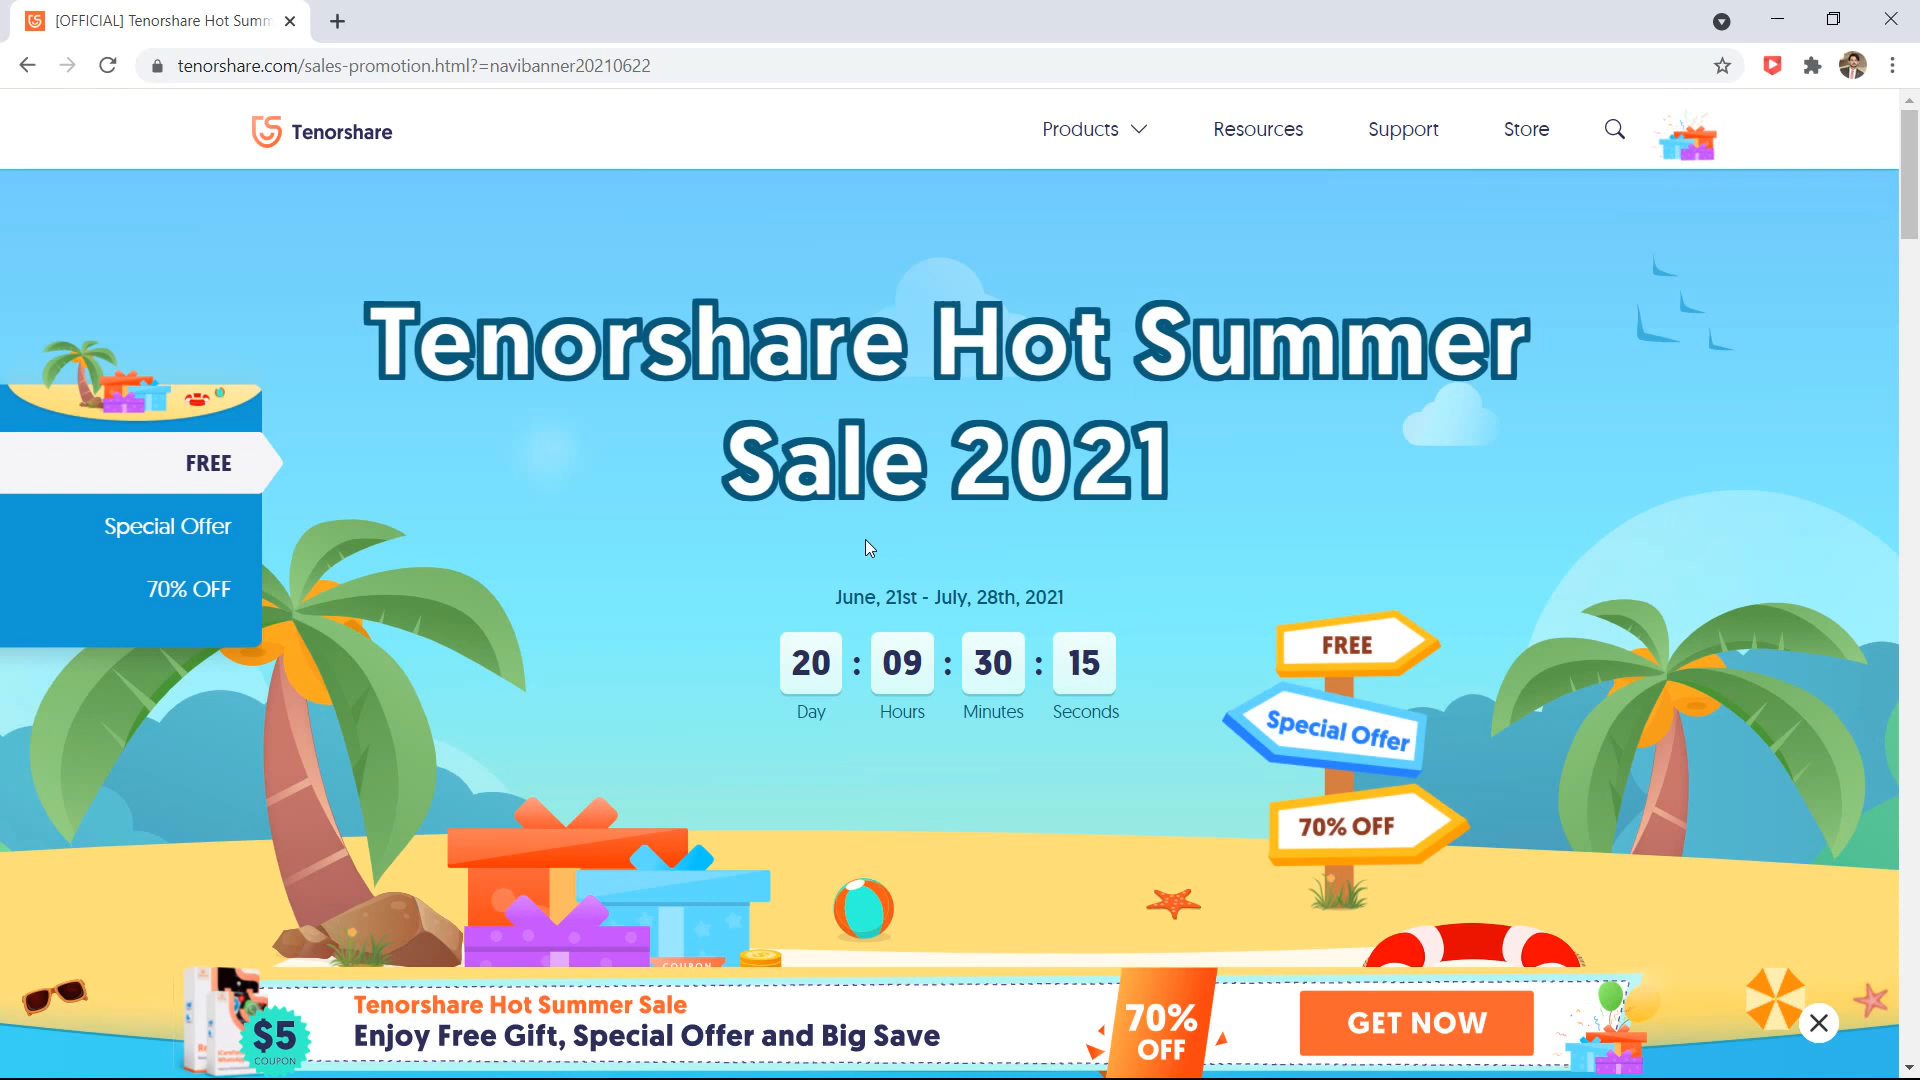 [OFFICIAL] Tenorshare Hot Summ
tenorshare.com/sales-promotion.html?=navibanner20210622
Tenorshare
Products
Resources
Support
Store
Tenorshare Hot Summer
Sale 2021
FREE
Special Offer
70% OFF
June, 21st - July, 28th, 2021
20 : 09 : 30 : 15
Day Hours Minutes Seconds
FREE
Special Offer
70% OFF
COUPON
$5
COUPON
Tenorshare Hot Summer Sale
Enjoy Free Gift, Special Offer and Big Save
70%
OFF
GET NOW